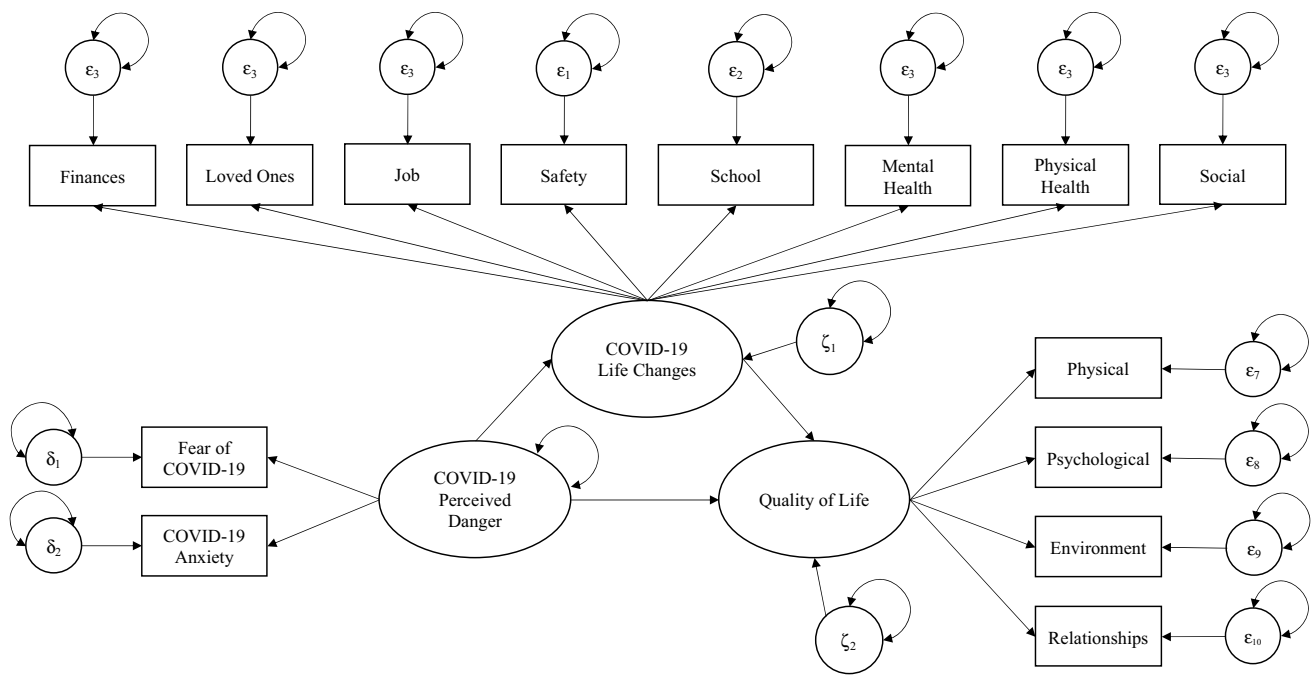 ε3 ε3 ε3 ε1 ε2 ε3 ε3 ε3
Finances
Loved Ones
Job
Safety
School
Mental
Health
Physical
Health
Social
COVID-19
Life Changes
ζ1
Physical
ε7
δ1
Fear of
COVID-19
COVID-19
Perceived
Danger
Quality of Life
Psychological
ε8
δ2
COVID-19
Anxiety
Environment
ε9
ζ2
Relationships
ε10